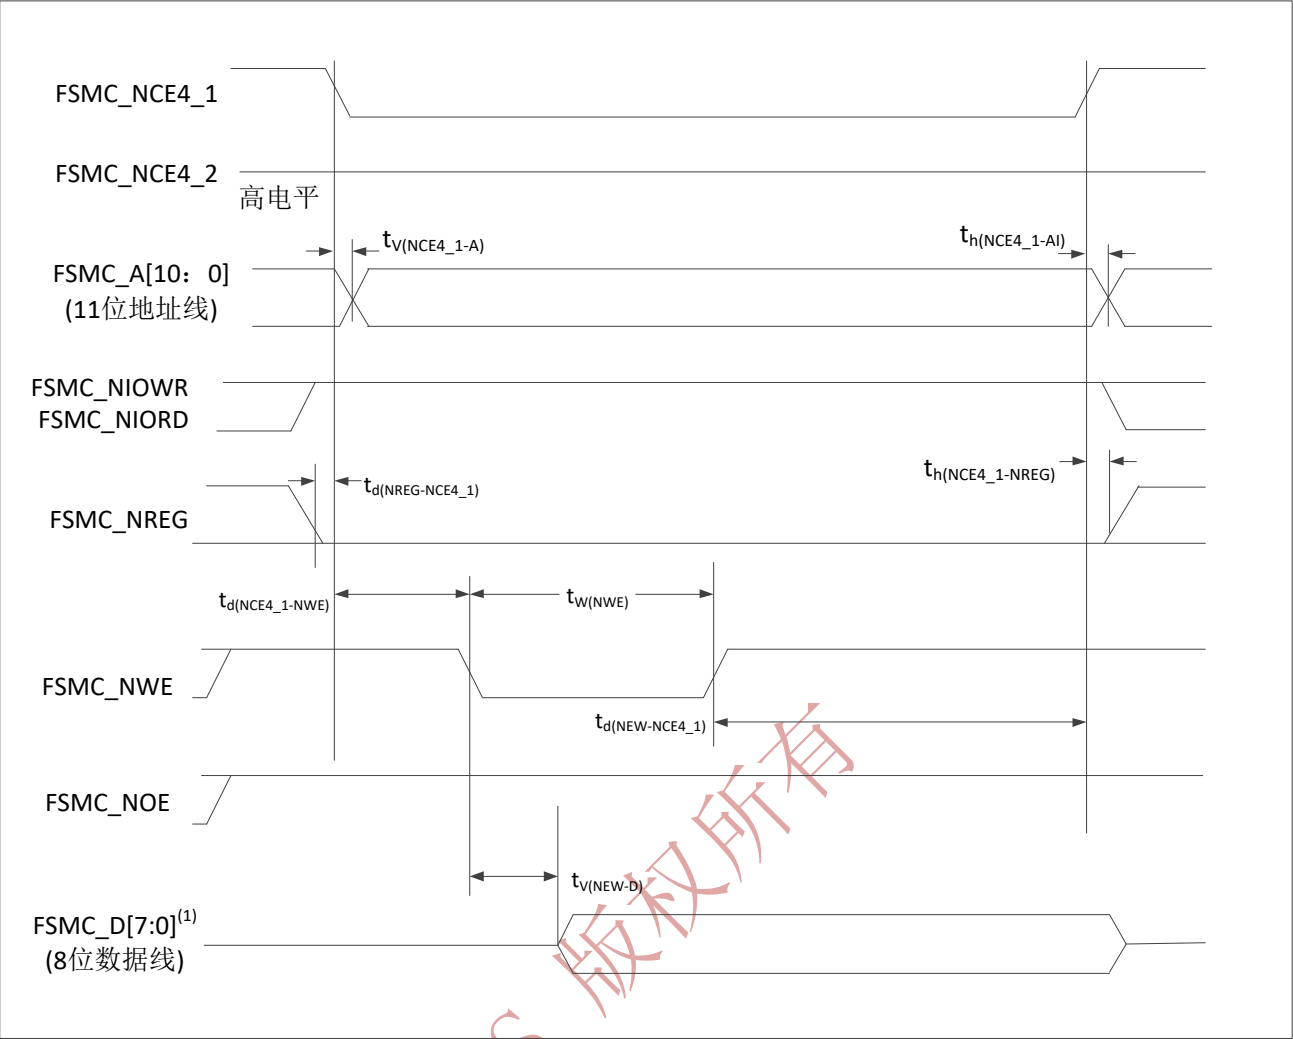 FSMC_NCE4_1
FSMC_NCE4_2
高电平
tV(NCE4_1-A)
th(NCE4_1-AI)
FSMC_A[10：0]
(11位地址线)
FSMC_NIOWR
FSMC_NIORD
td(NREG-NCE4_1)
th(NCE4_1-NREG)
FSMC_NREG
td(NCE4_1-NWE)
tW(NWE)
FSMC_NWE
td(NEW-NCE4_1)
FSMC_NOE
tV(NEW-D)
FSMC_D[7:0](1)
(8位数据线)
S 版权所有